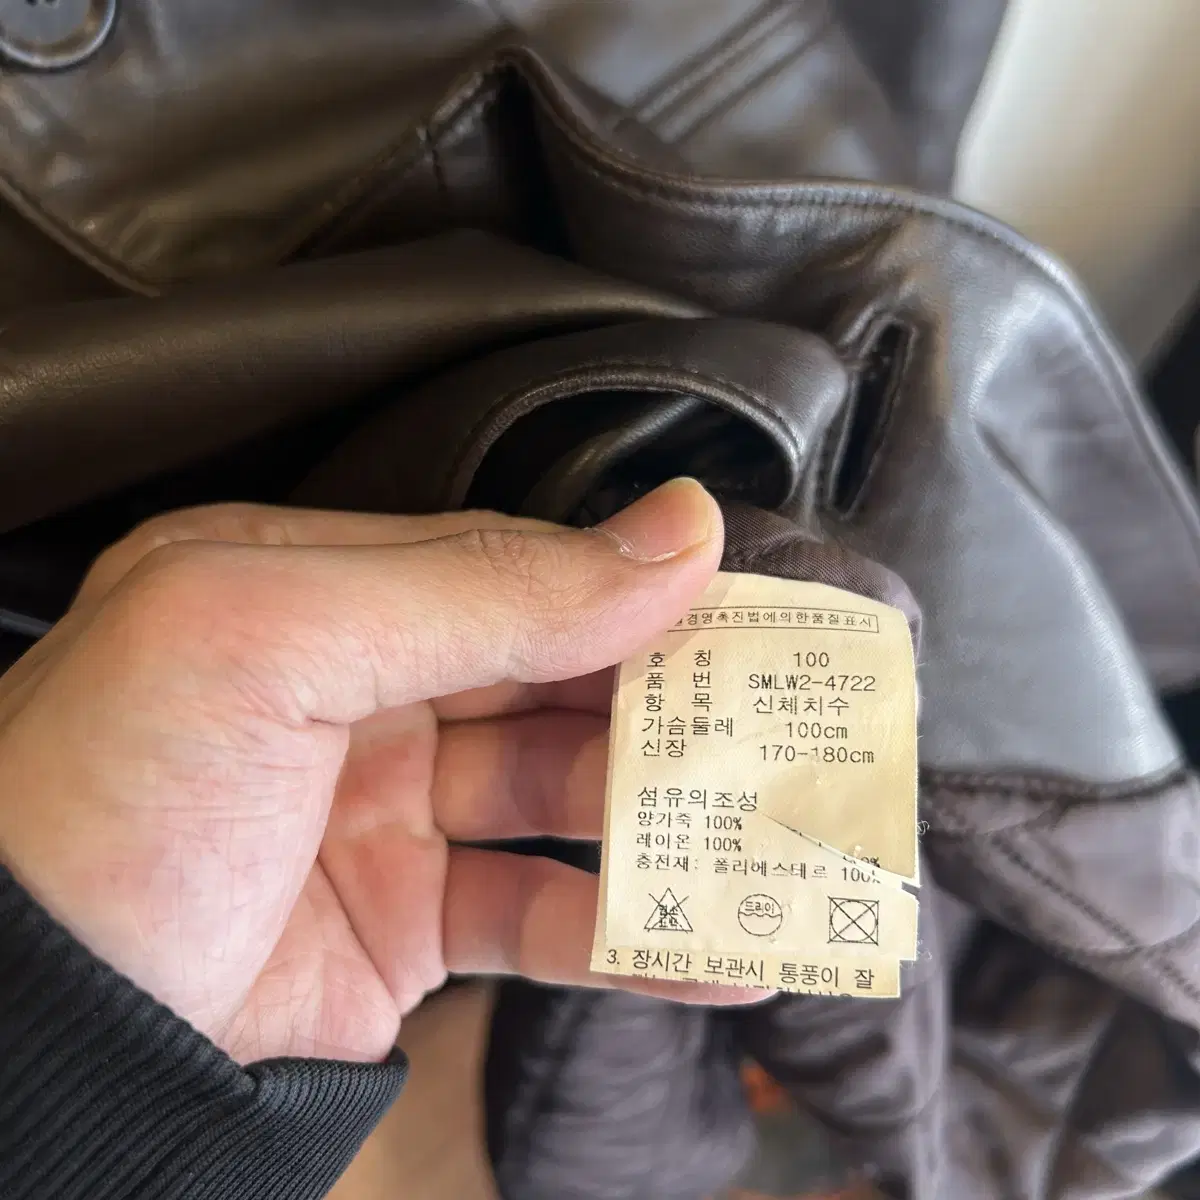 경영촉진법에의한품질표시
호 칭 100
품 번 SMLW2-4722
항 목 신체치수
가슴둘레 100cm
신장 170-180cm
섬유의조성
양가죽 100%
레이온 100%
충전재: 폴리에스테르 100%
드라이
3. 장시간 보관시 통풍이 잘